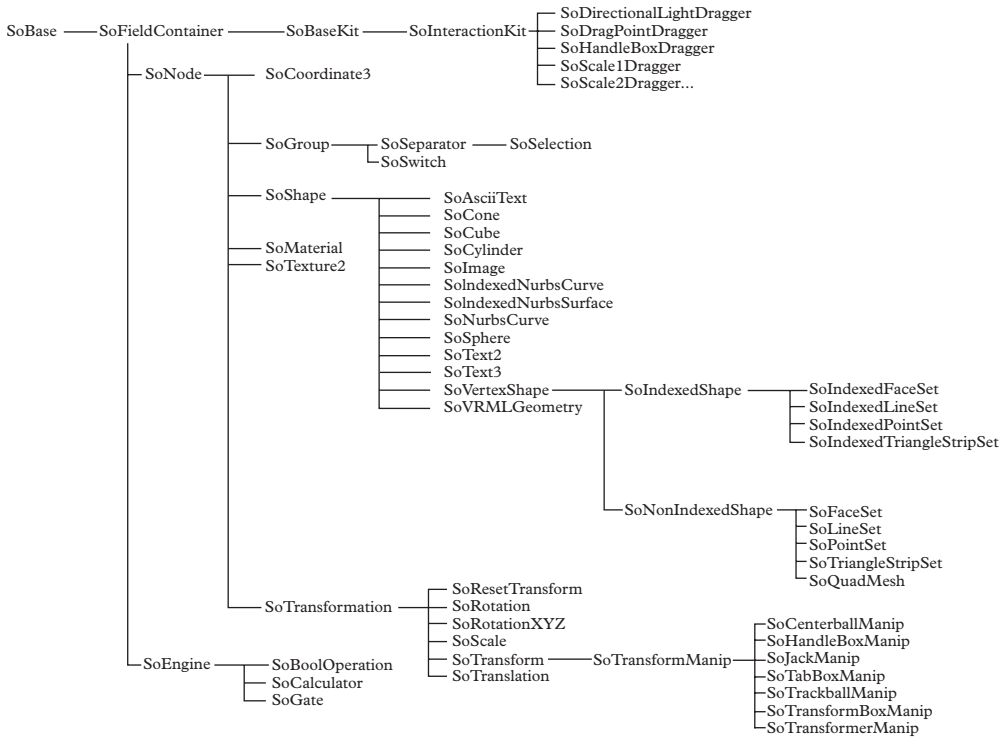 SoBase SoFieldContainer SoBaseKit SoInteractionKit
SoDirectionalLightDragger
SoDragPointDragger
SoHandleBoxDragger
SoScale1Dragger
SoScale2Dragger...
SoNode SoCoordinate3
SoGroup SoSeparator SoSelection
SoSwitch
SoShape
SoAsciiText
SoCone
SoCube
SoCylinder
SoImage
SoIndexedNurbsCurve
SoIndexedNurbsSurface
SoNurbsCurve
SoSphere
SoText2
SoText3
SoVertexShape
SoVRMLGeometry
SoMaterial
SoTexture2
SoIndexedShape
SoIndexedFaceSet
SoIndexedLineSet
SoIndexedPointSet
SoIndexedTriangleStripSet
SoNonIndexedShape
SoFaceSet
SoLineSet
SoPointSet
SoTriangleStripSet
SoQuadMesh
SoTransformation
SoResetTransform
SoRotation
SoRotationXYZ
SoScale
SoTransform
SoTranslation
SoTransformManip
SoCenterballManip
SoHandleBoxManip
SoJackManip
SoTabBoxManip
SoTrackballManip
SoTransformBoxManip
SoTransformerManip
SoEngine
SoBoolOperation
SoCalculator
SoGate